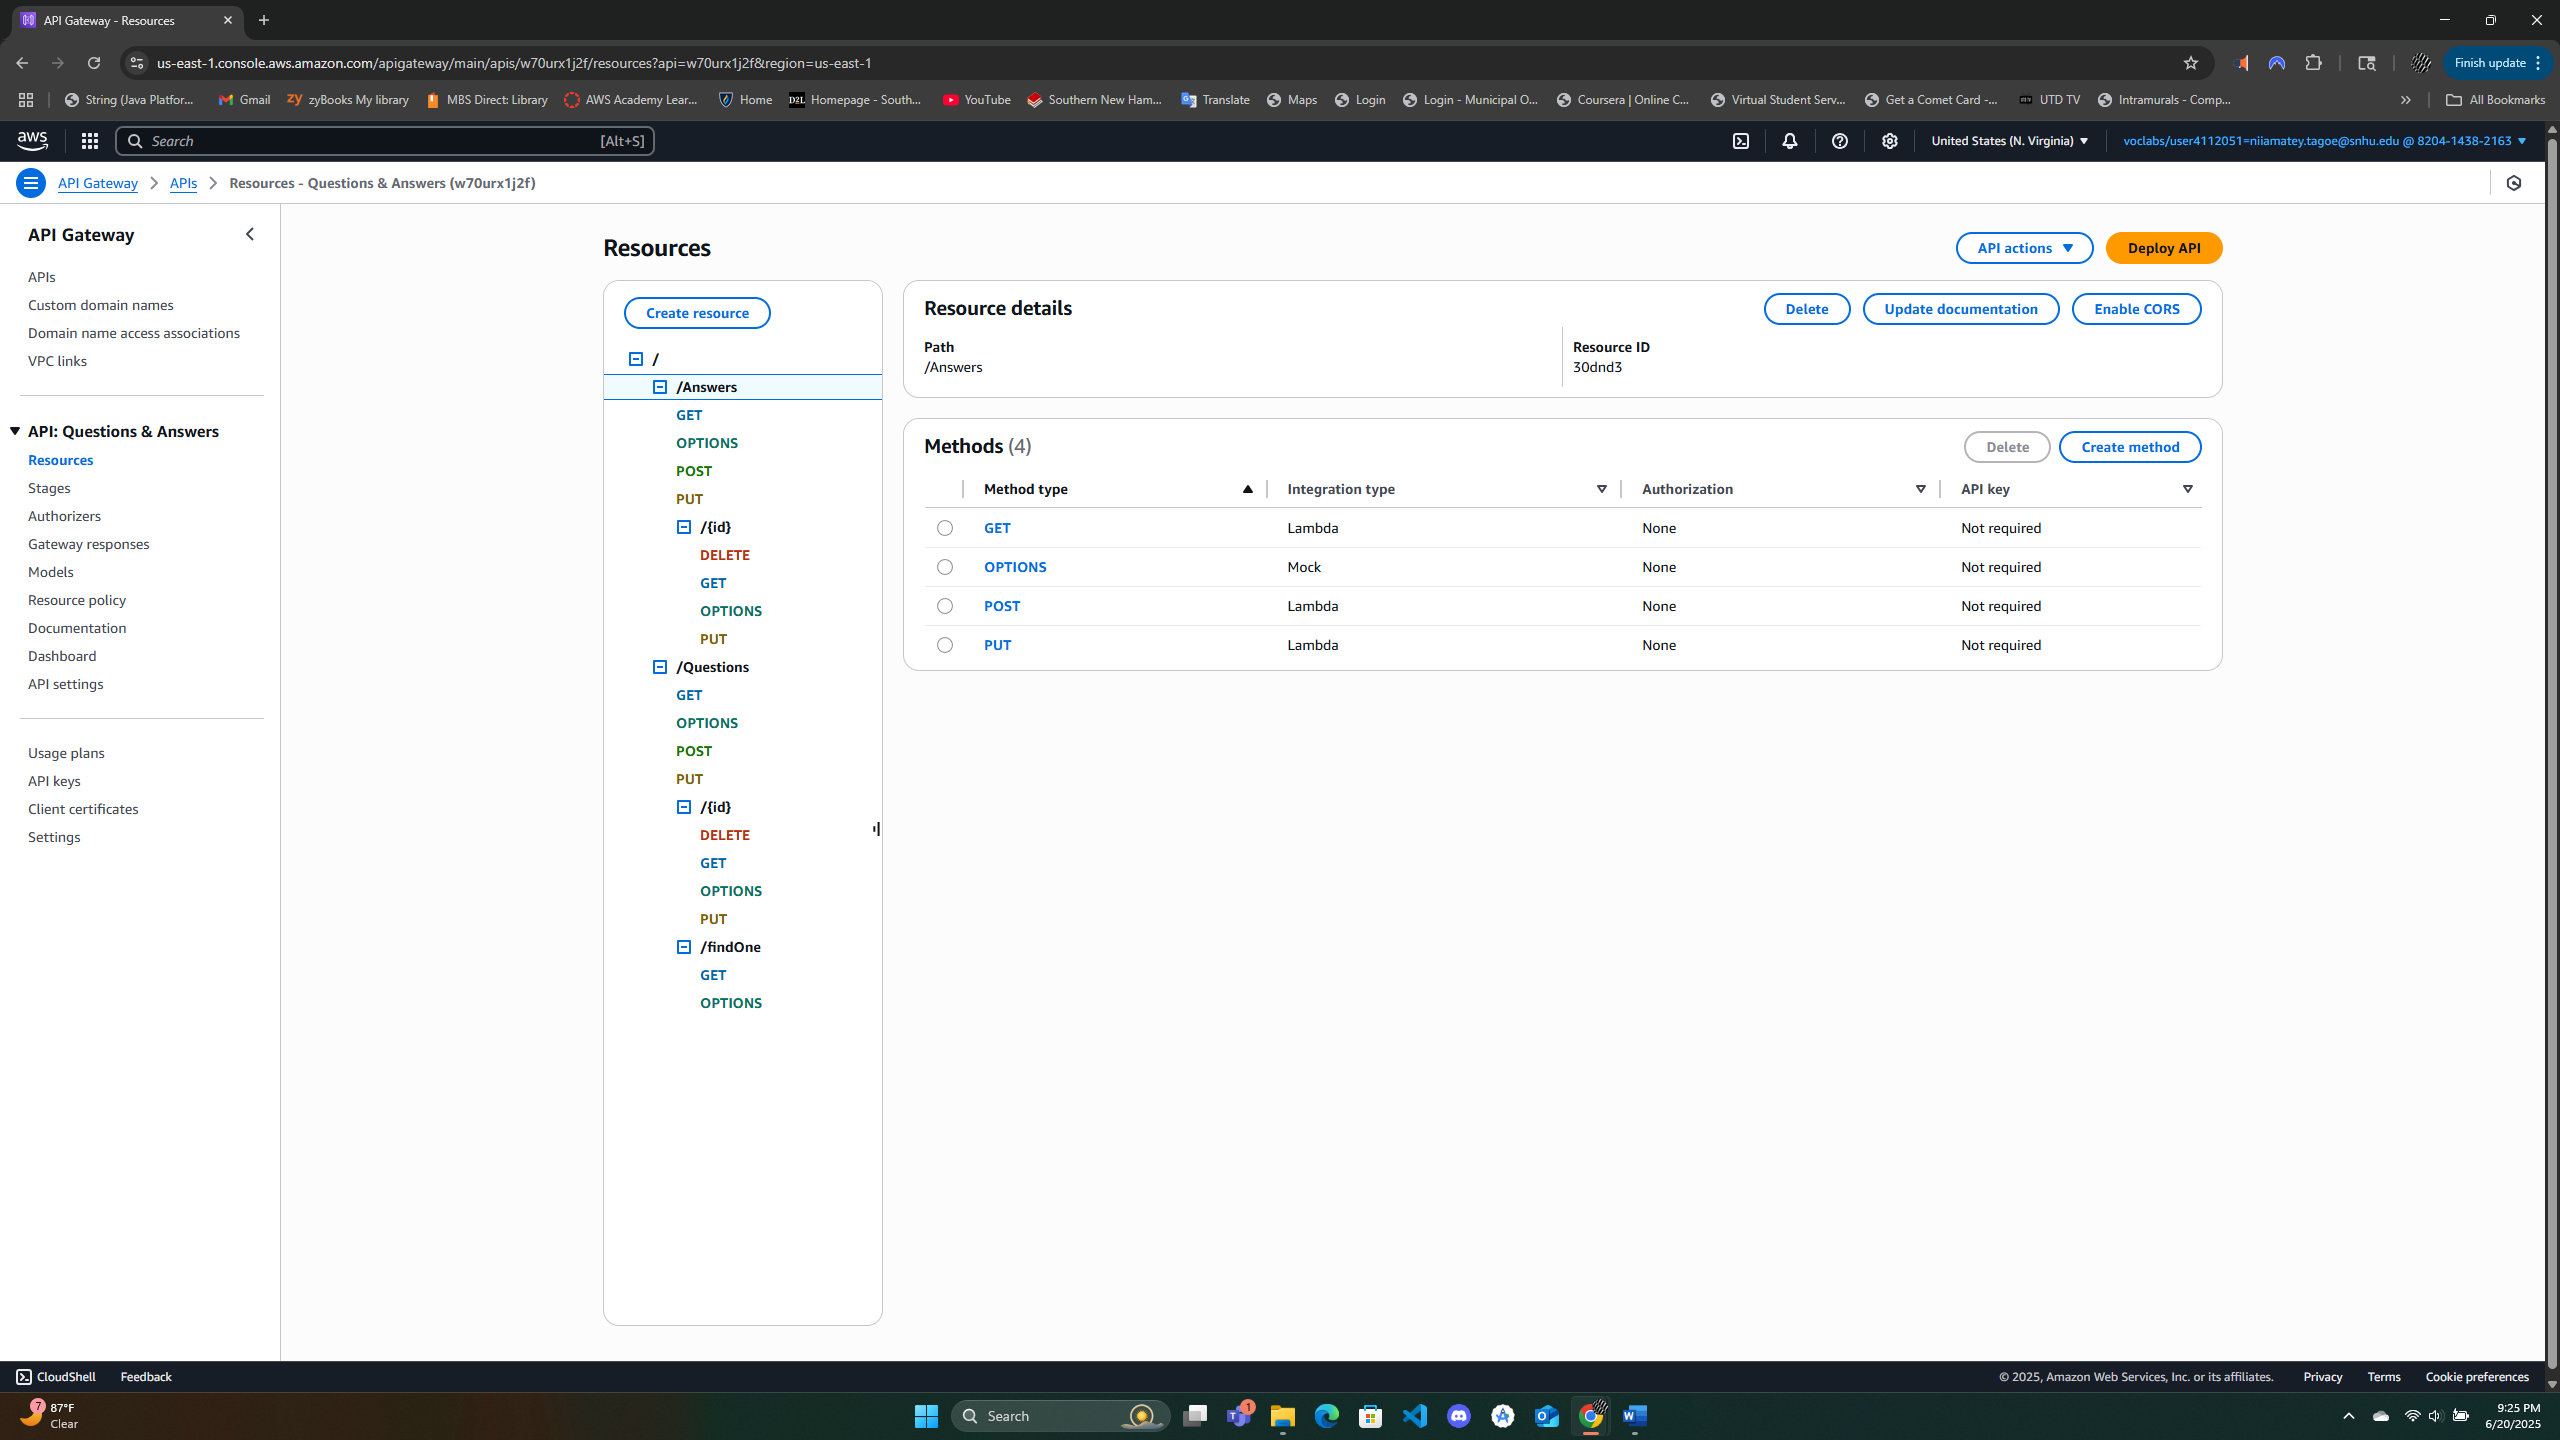 API Gateway - Resources
us-east-1.console.aws.amazon.com/apigateway/main/apis/w70urx1j2f/resources?api=w70urx1j2f&region=us-east-1
Finish update
String (Java Platfor...
Gmail
zyBooks My library
MBS Direct: Library
AWS Academy Lear...
Home
D2L Homepage - South...
YouTube
Southern New Ham...
Translate
Maps
Login
Login - Municipal O...
Coursera | Online C...
Virtual Student Serv...
Get a Comet Card -...
UTD TV
Intramurals - Comp...
All Bookmarks
aws
Search [Alt+S]
United States (N. Virginia)
voclabs/user4112051=niiamatey.tagoe@snhu.edu @ 8204-1438-2163
API Gateway
APIs
Resources - Questions & Answers (w70urx1j2f)
API Gateway
APIs
Custom domain names
Domain name access associations
VPC links
API: Questions & Answers
Resources
Stages
Authorizers
Gateway responses
Models
Resource policy
Documentation
Dashboard
API settings
Usage plans
API keys
Client certificates
Settings
Resources
API actions
Deploy API
Create resource
/
/Answers
GET
OPTIONS
POST
PUT
/{id}
DELETE
GET
OPTIONS
PUT
/Questions
GET
OPTIONS
POST
PUT
/{id}
DELETE
GET
OPTIONS
PUT
/findOne
GET
OPTIONS
Resource details
Delete
Update documentation
Enable CORS
Path
/Answers
Resource ID
30dnd3
Methods (4)
Delete
Create method
Method type Integration type Authorization API key
GET Lambda None Not required
OPTIONS Mock None Not required
POST Lambda None Not required
PUT Lambda None Not required
CloudShell
Feedback
© 2025, Amazon Web Services, Inc. or its affiliates.
Privacy
Terms
Cookie preferences
7
87°F
Clear
Search
1
9:25 PM
6/20/2025